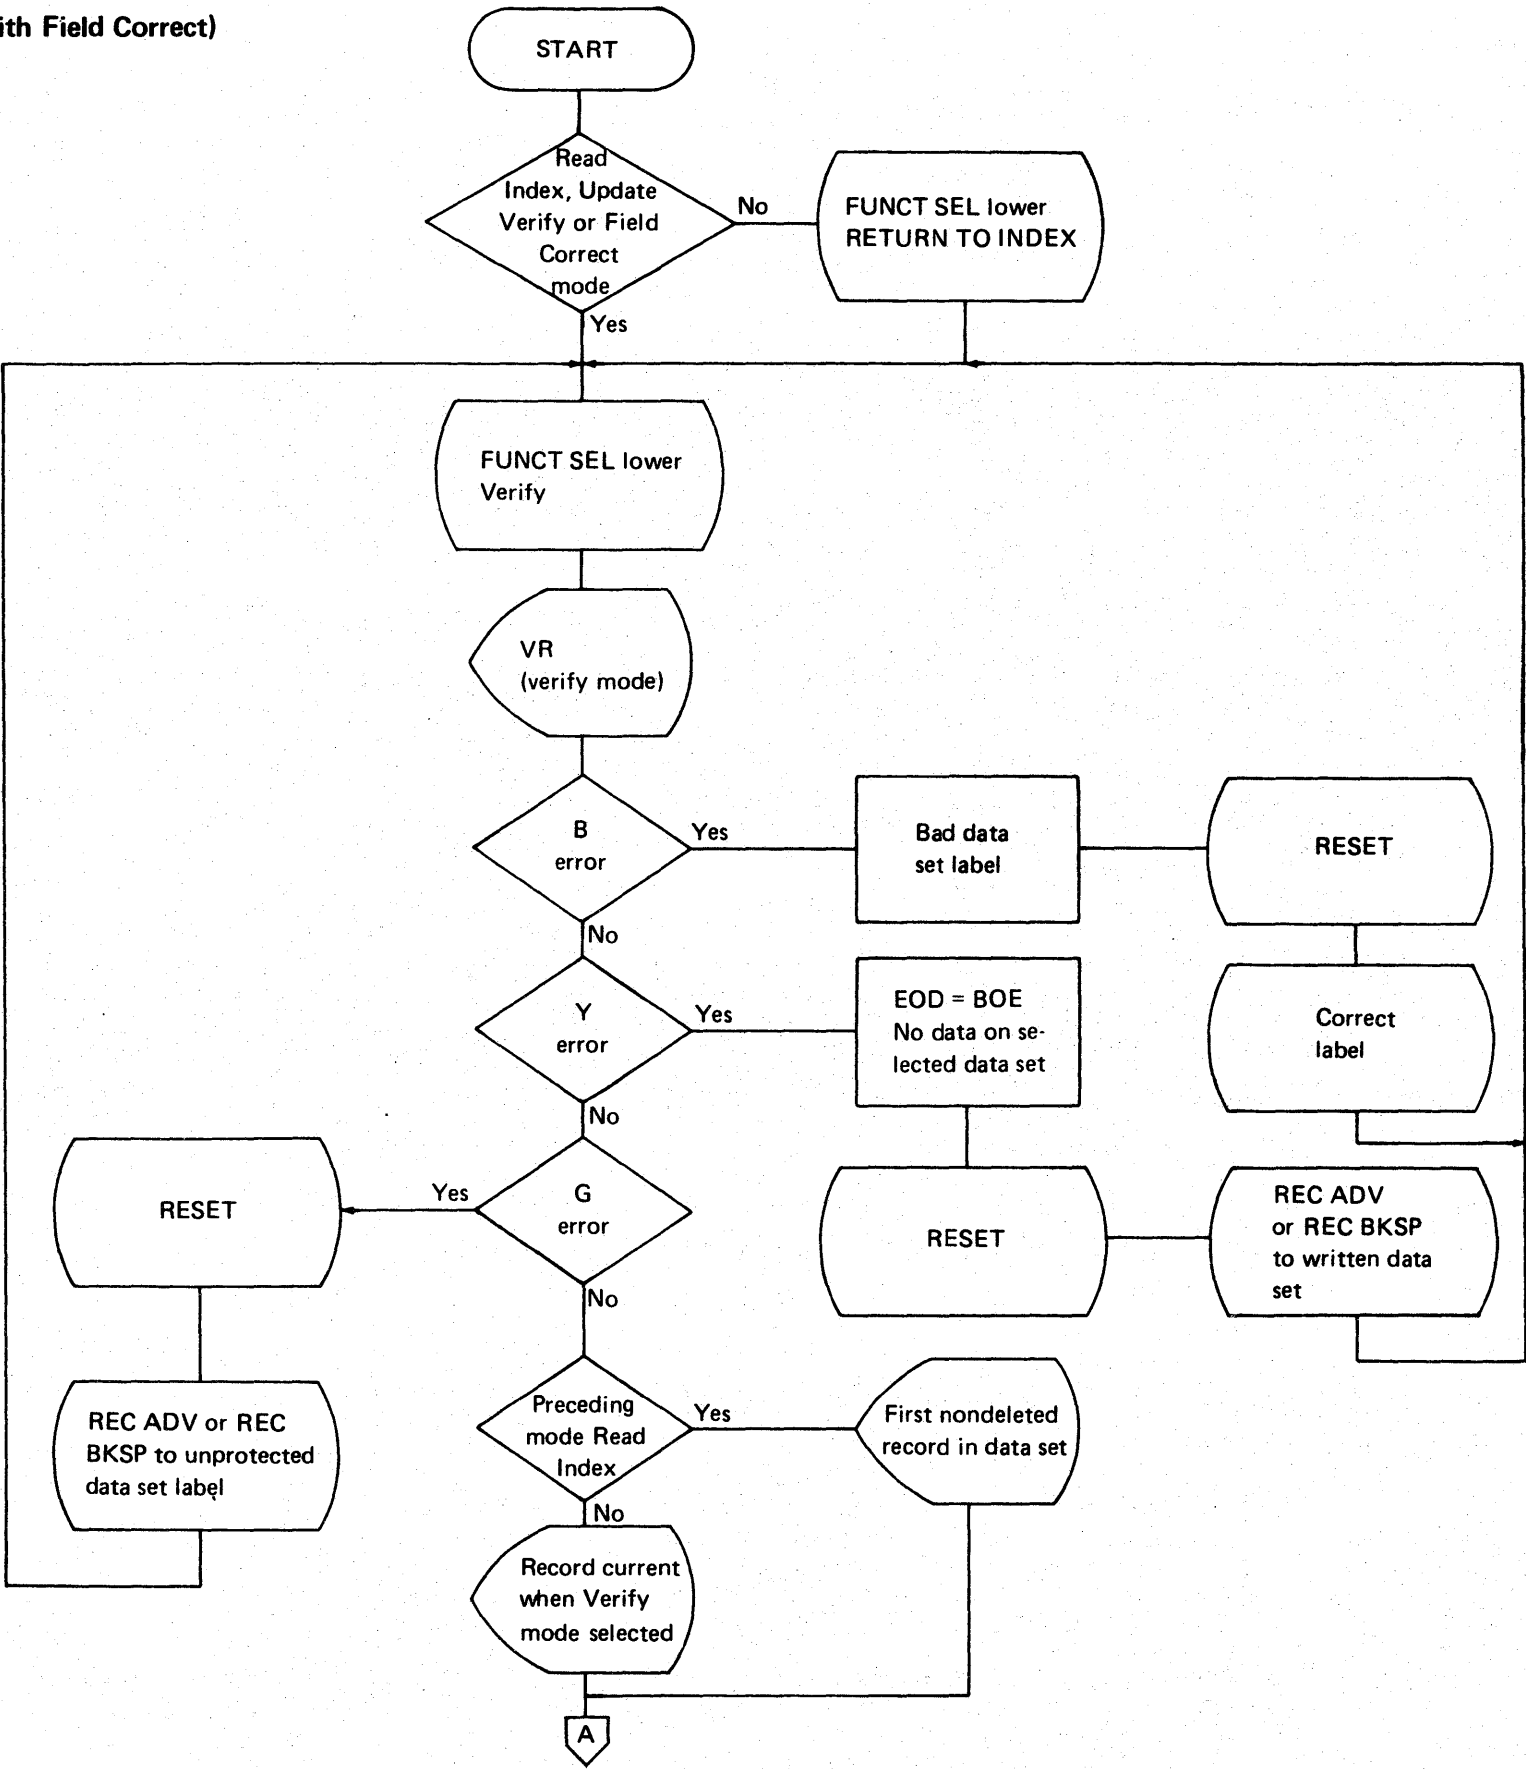 ith Field Correct)
START
Read
Index, Update
Verify or Field
Correct
mode
No
FUNCT SEL lower
RETURN TO INDEX
Yes
FUNCT SEL lower
Verify
VR
(verify mode)
B
error
Yes
Bad data
set label
RESET
No
Correct
label
Y
error
Yes
EOD = BOE
No data on se-
lected data set
No
RESET
Yes
G
error
RESET
REC ADV
or REC BKSP
to written data
set
No
REC ADV or REC
BKSP to unprotected
data set label
Preceding
mode Read
Index
Yes
First nondeleted
record in data set
No
Record current
when Verify
mode selected
A